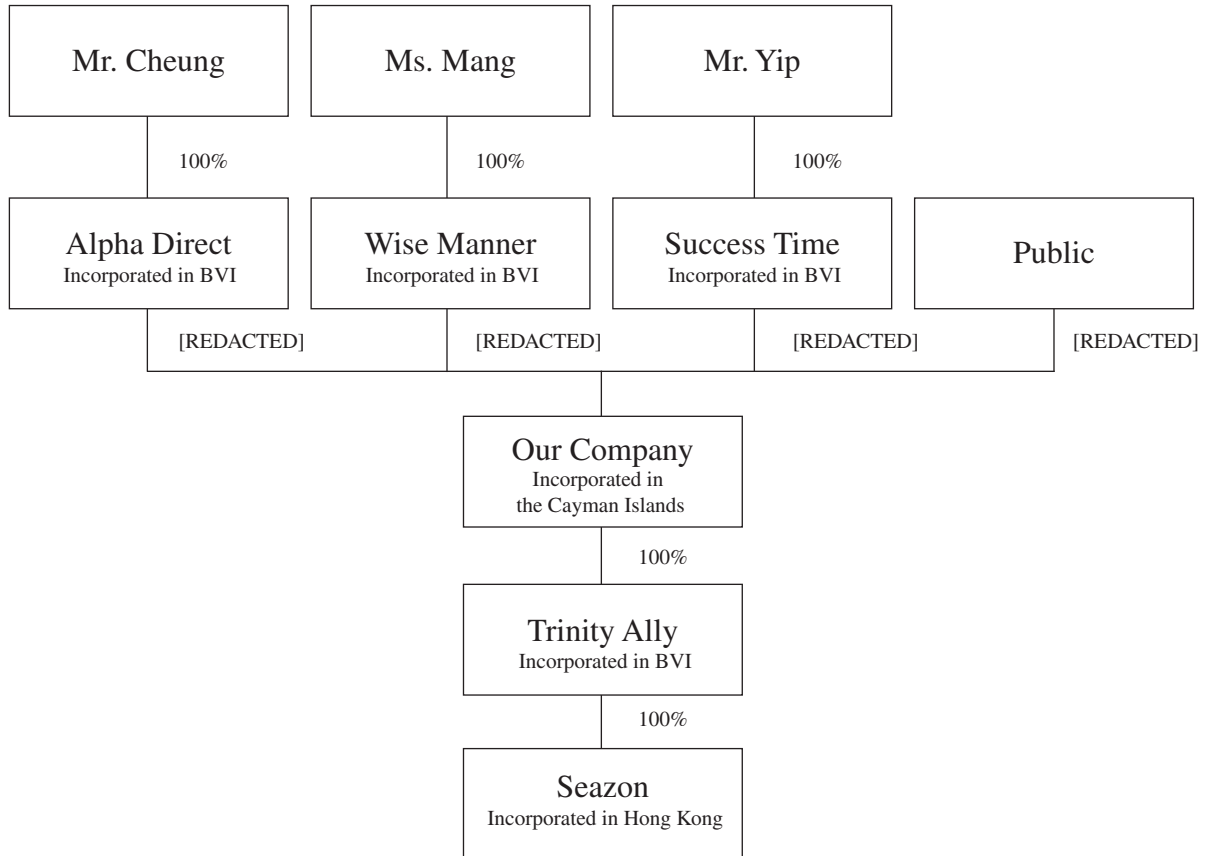 Mr. Cheung
Ms. Mang
Mr. Yip
100%
100%
100%
Alpha Direct
Incorporated in BVI
Wise Manner
Incorporated in BVI
Success Time
Incorporated in BVI
Public
[REDACTED]
[REDACTED]
[REDACTED]
[REDACTED]
Our Company
Incorporated in
the Cayman Islands
100%
Trinity Ally
Incorporated in BVI
100%
Seazon
Incorporated in Hong Kong